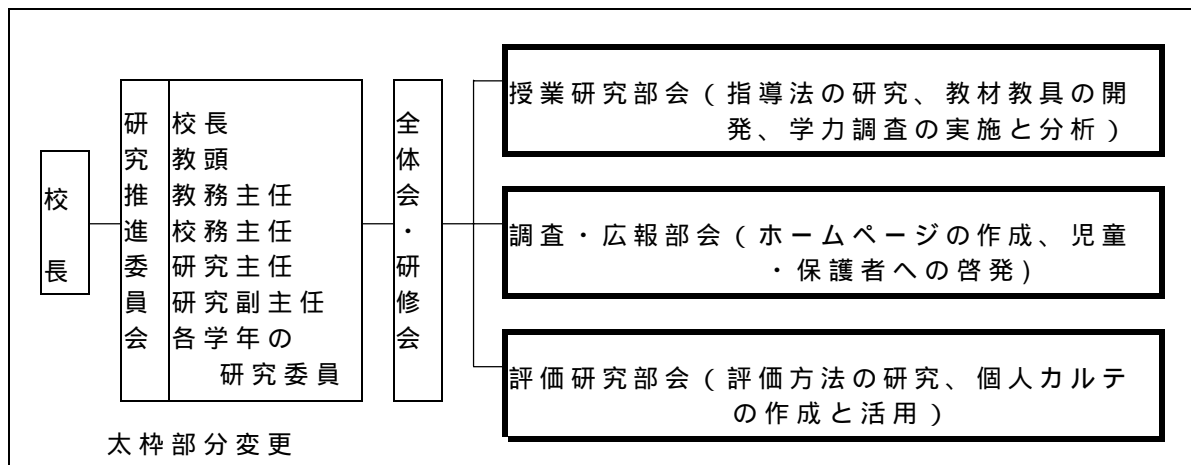 校長
研究推進委員会
校長
教頭
教務主任
校務主任
研究主任
研究副主任
各学年の
研究委員
全体会・研修会
授業研究部会(指導法の研究、教材教具の開
発、学力調査の実施と分析)
調査・広報部会(ホームページの作成、児童
・保護者への啓発)
評価研究部会(評価方法の研究、個人カルテ
の作成と活用)
太枠部分変更